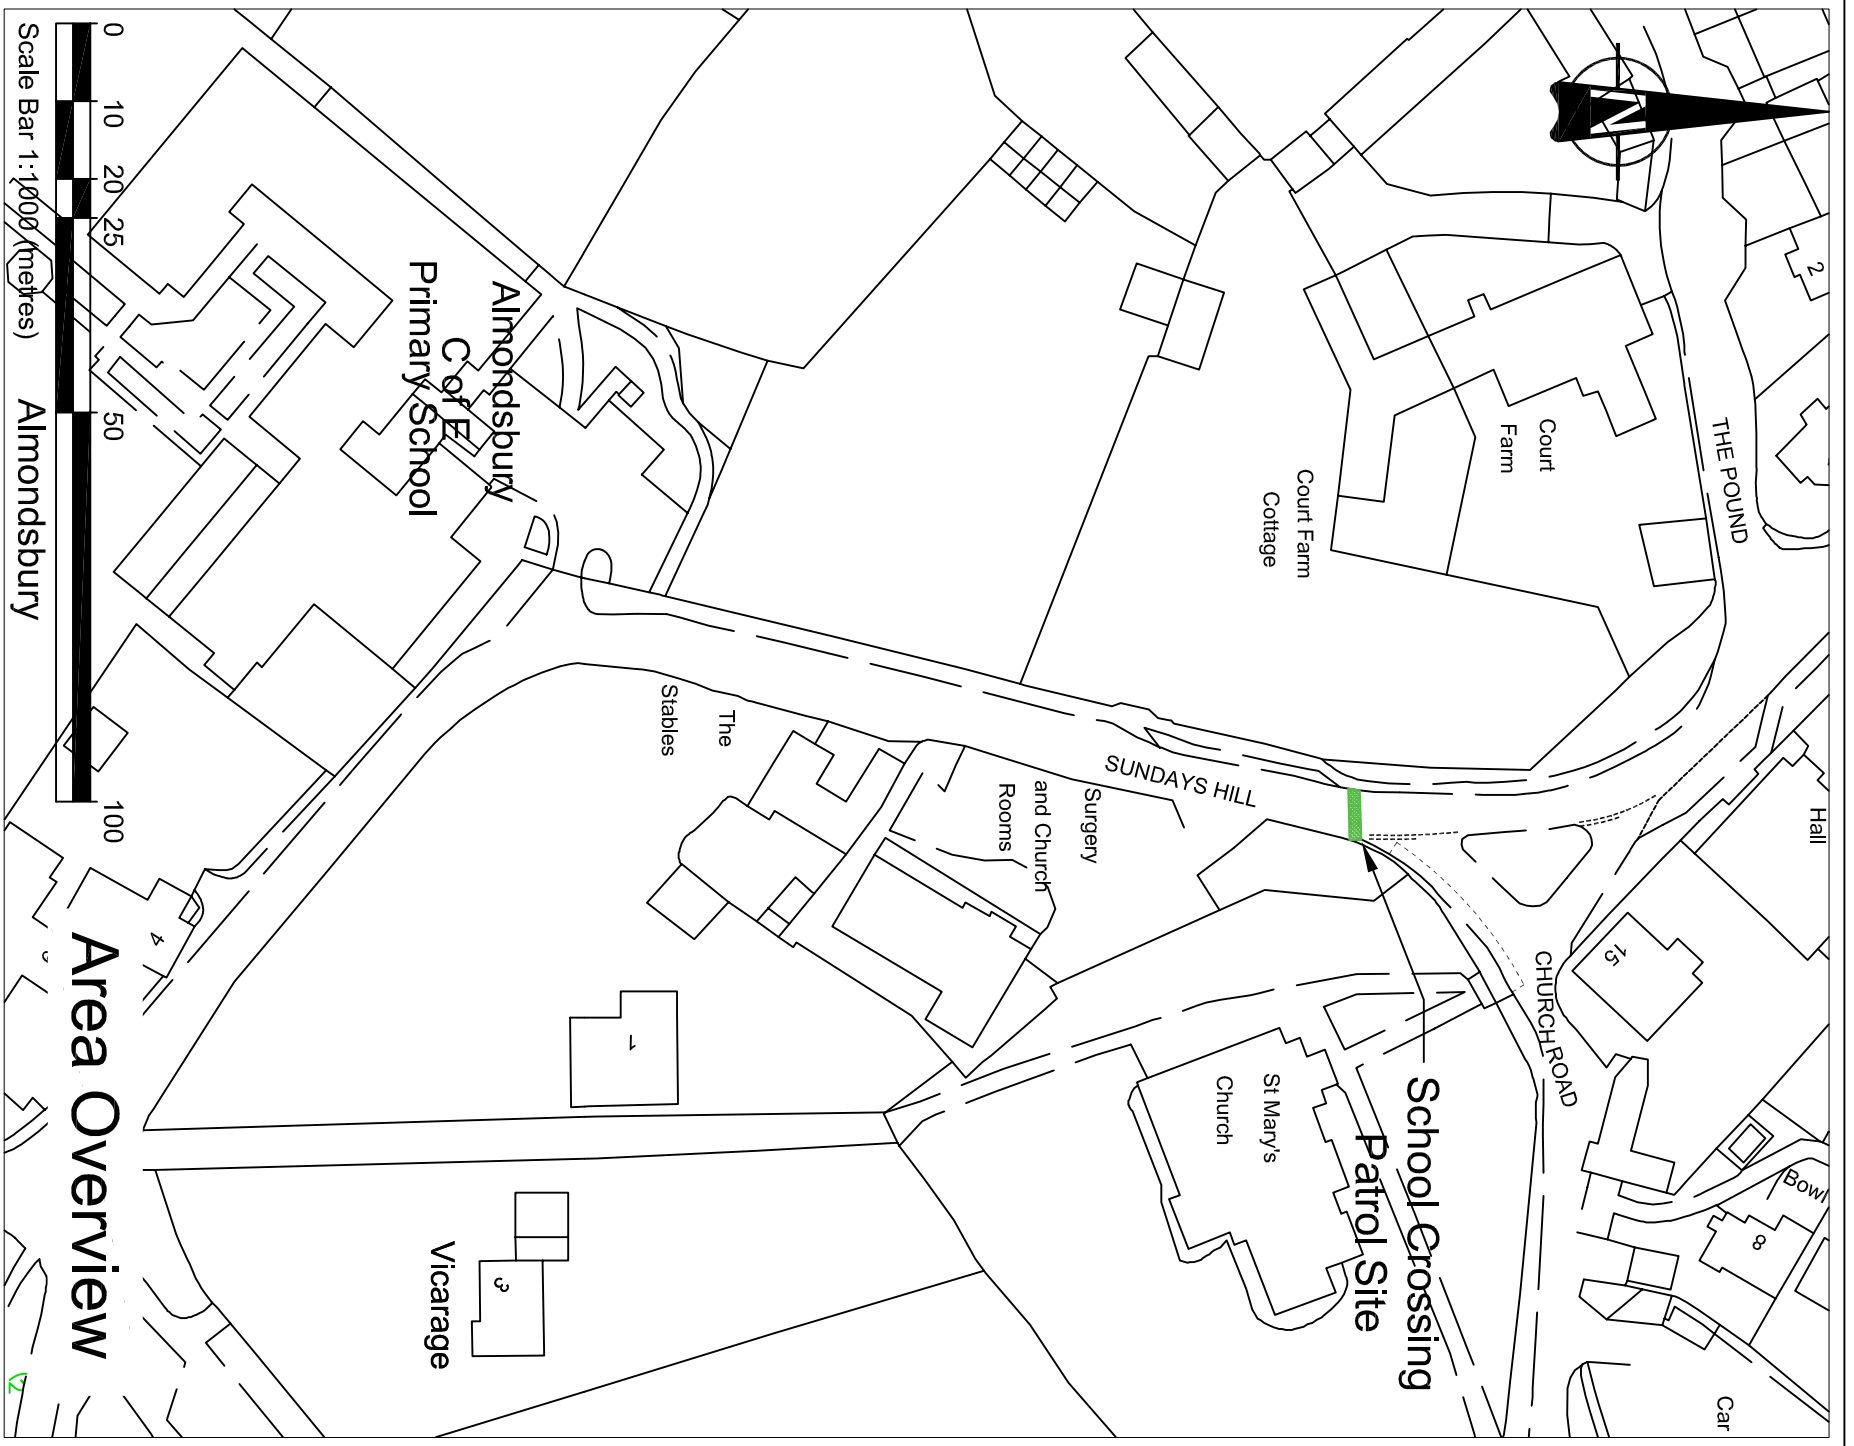 THE POUND
2
Court
Farm
Court Farm
Cottage
Hall
15
CHURCH ROAD
SUNDAYS HILL
School Crossing
Patrol Site
Surgery
and Church
Rooms
The
Stables
St Mary's
Church
Bowl
8
Car
Almondsbury
C of E
Primary School
1
3
Vicarage
4
N
0
10
20
25
50
100
Scale Bar 1:1000 (metres)
Almondsbury
Area Overview